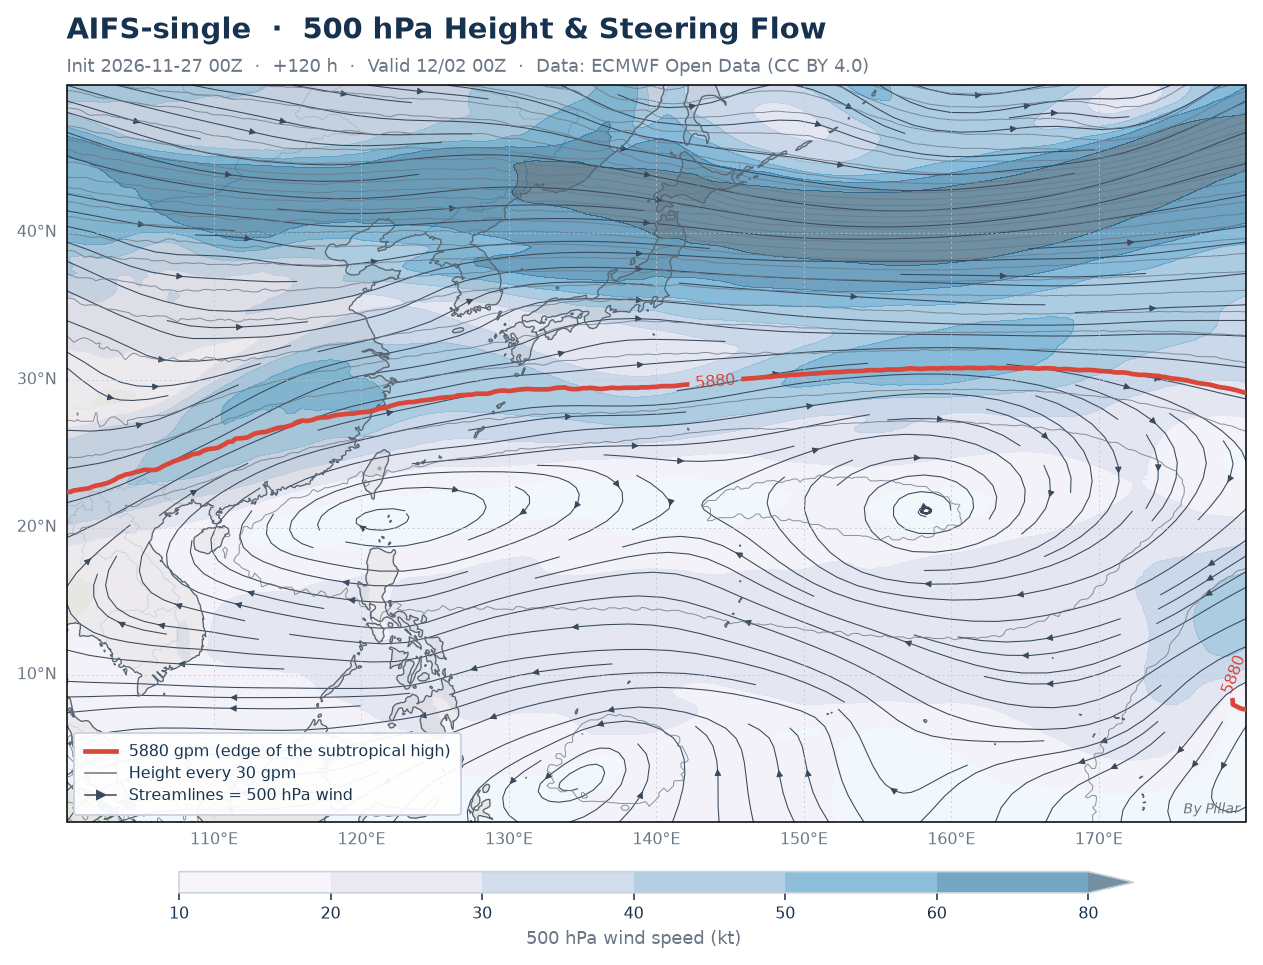 AIFS-single · 500 hPa Height & Steering Flow
Init 2026-11-27 00Z · +120 h · Valid 12/02 00Z · Data: ECMWF Open Data (CC BY 4.0)
40°N
30°N
20°N
10°N
5880
5880
5880 gpm (edge of the subtropical high)
Height every 30 gpm
Streamlines = 500 hPa wind
By Pillar
110°E 120°E 130°E 140°E 150°E 160°E 170°E
10 20 30 40 50 60 80
500 hPa wind speed (kt)